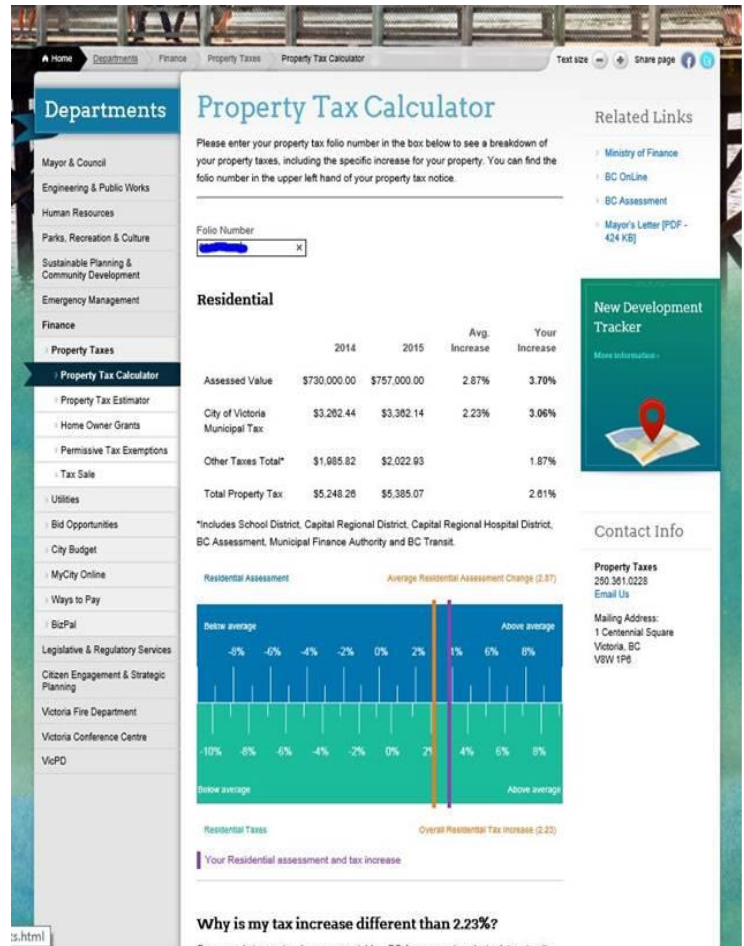 Home Departments Finance Property Taxes Property Tax Calculator
Text size - + Share page
Departments
Mayor & Council
Engineering & Public Works
Human Resources
Parks, Recreation & Culture
Sustainable Planning &
Community Development
Emergency Management
Finance
Property Taxes
Property Tax Calculator
Property Tax Estimator
Home Owner Grants
Permissive Tax Exemptions
Tax Sale
Utilities
Bid Opportunities
City Budget
MyCity Online
Ways to Pay
BizPal
Legislative & Regulatory Services
Citizen Engagement & Strategic
Planning
Victoria Fire Department
Victoria Conference Centre
VicPD
Property Tax Calculator
Please enter your property tax folio number in the box below to see a breakdown of
your property taxes, including the specific increase for your property. You can find the
folio number in the upper left hand of your property tax notice.
Folio Number
x
Residential
2014 2015 Avg. Increase Your Increase
Assessed Value $730,000.00 $757,000.00 2.87% 3.70%
City of Victoria Municipal Tax $3,262.44 $3,362.14 2.23% 3.06%
Other Taxes Total* $1,985.82 $2,022.93 1.87%
Total Property Tax $5,248.26 $5,385.07 2.61%
*Includes School District, Capital Regional District, Capital Regional Hospital District,
BC Assessment, Municipal Finance Authority and BC Transit.
Residential Assessment Average Residential Assessment Change (2.87)
Below average Above average
-8% -6% -4% -2% 0% 2% 6% 8%
-10% -8% -6% -4% -2% 0% 4% 6% 8%
Below average Above average
Residential Taxes Overall Residential Tax Increase (2.23)
Your Residential assessment and tax increase
Why is my tax increase different than 2.23%?
Related Links
Ministry of Finance
BC OnLine
BC Assessment
Mayor's Letter [PDF -
424 KB]
New Development
Tracker
More information ›
Contact Info
Property Taxes
250.361.0228
Email Us
Mailing Address:
1 Centennial Square
Victoria, BC
V8W 1P6
s.html